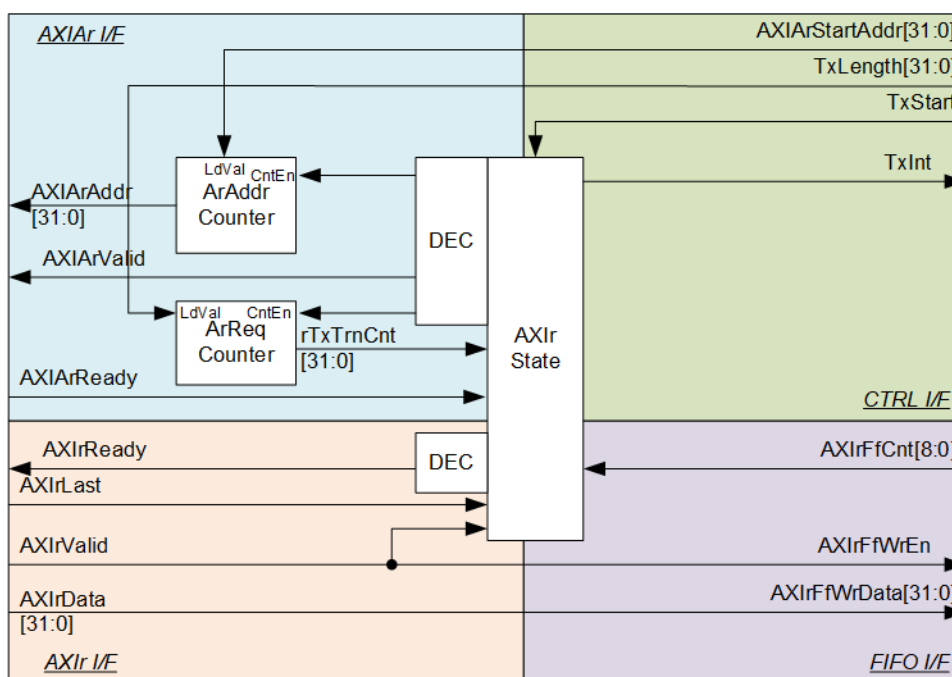 AXIAr I/F
AXIArStartAddr[31:0]
TxLength[31:0]
TxStart
LdVal CntEn
ArAddr
Counter
AXIArAddr
[31:0]
TxInt
DEC
AXIArValid
LdVal CntEn
ArReq
Counter
rTxTrnCnt
[31:0]
AXIr
State
AXIArReady
CTRL I/F
AXIrReady
DEC
AXIrFfCnt[8:0]
AXIrLast
AXIrValid
AXIrFfWrEn
AXIrData
[31:0]
AXIrFfWrData[31:0]
AXIr I/F
FIFO I/F